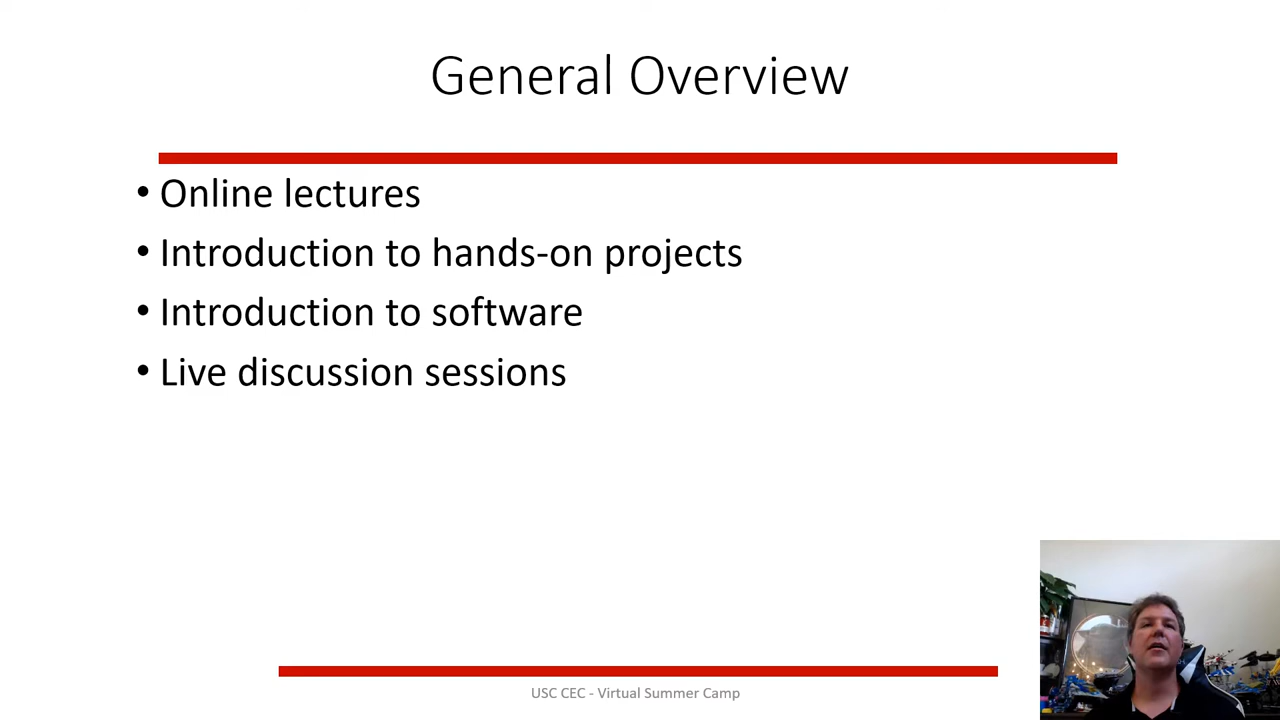 General Overview
• Online lectures
• Introduction to hands-on projects
• Introduction to software
• Live discussion sessions
USC CEC - Virtual Summer Camp